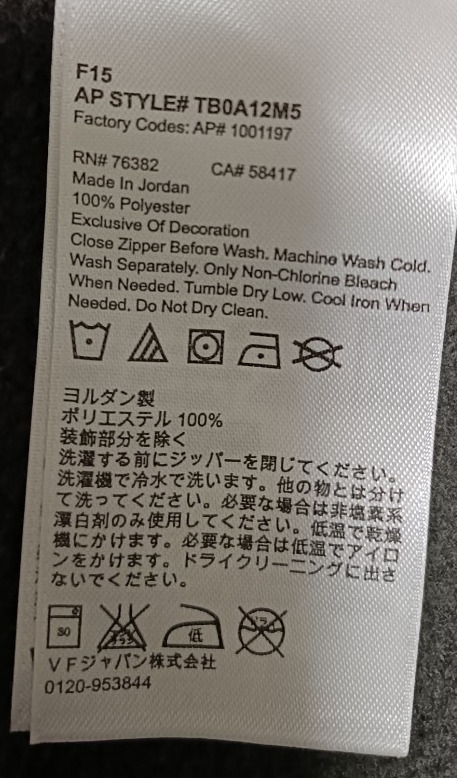 F15
AP STYLE# TB0A12M5
Factory Codes: AP# 1001197
RN# 76382 CA# 58417
Made In Jordan
100% Polyester
Exclusive Of Decoration
Close Zipper Before Wash. Machine Wash Cold.
Wash Separately. Only Non-Chlorine Bleach
When Needed. Tumble Dry Low. Cool Iron When
Needed. Do Not Dry Clean.
ヨルダン製
ポリエステル 100%
装飾部分を除く
洗濯する前にジッパーを閉じてください。
洗濯機で冷水で洗います。他の物とは分け
て洗ってください。必要な場合は非塩素系
漂白剤のみ使用してください。低温で乾燥
機にかけます。必要な場合は低温でアイロ
ンをかけます。ドライクリーニングに出さ
ないでください。
30 低
VFジャパン株式会社
0120-953844